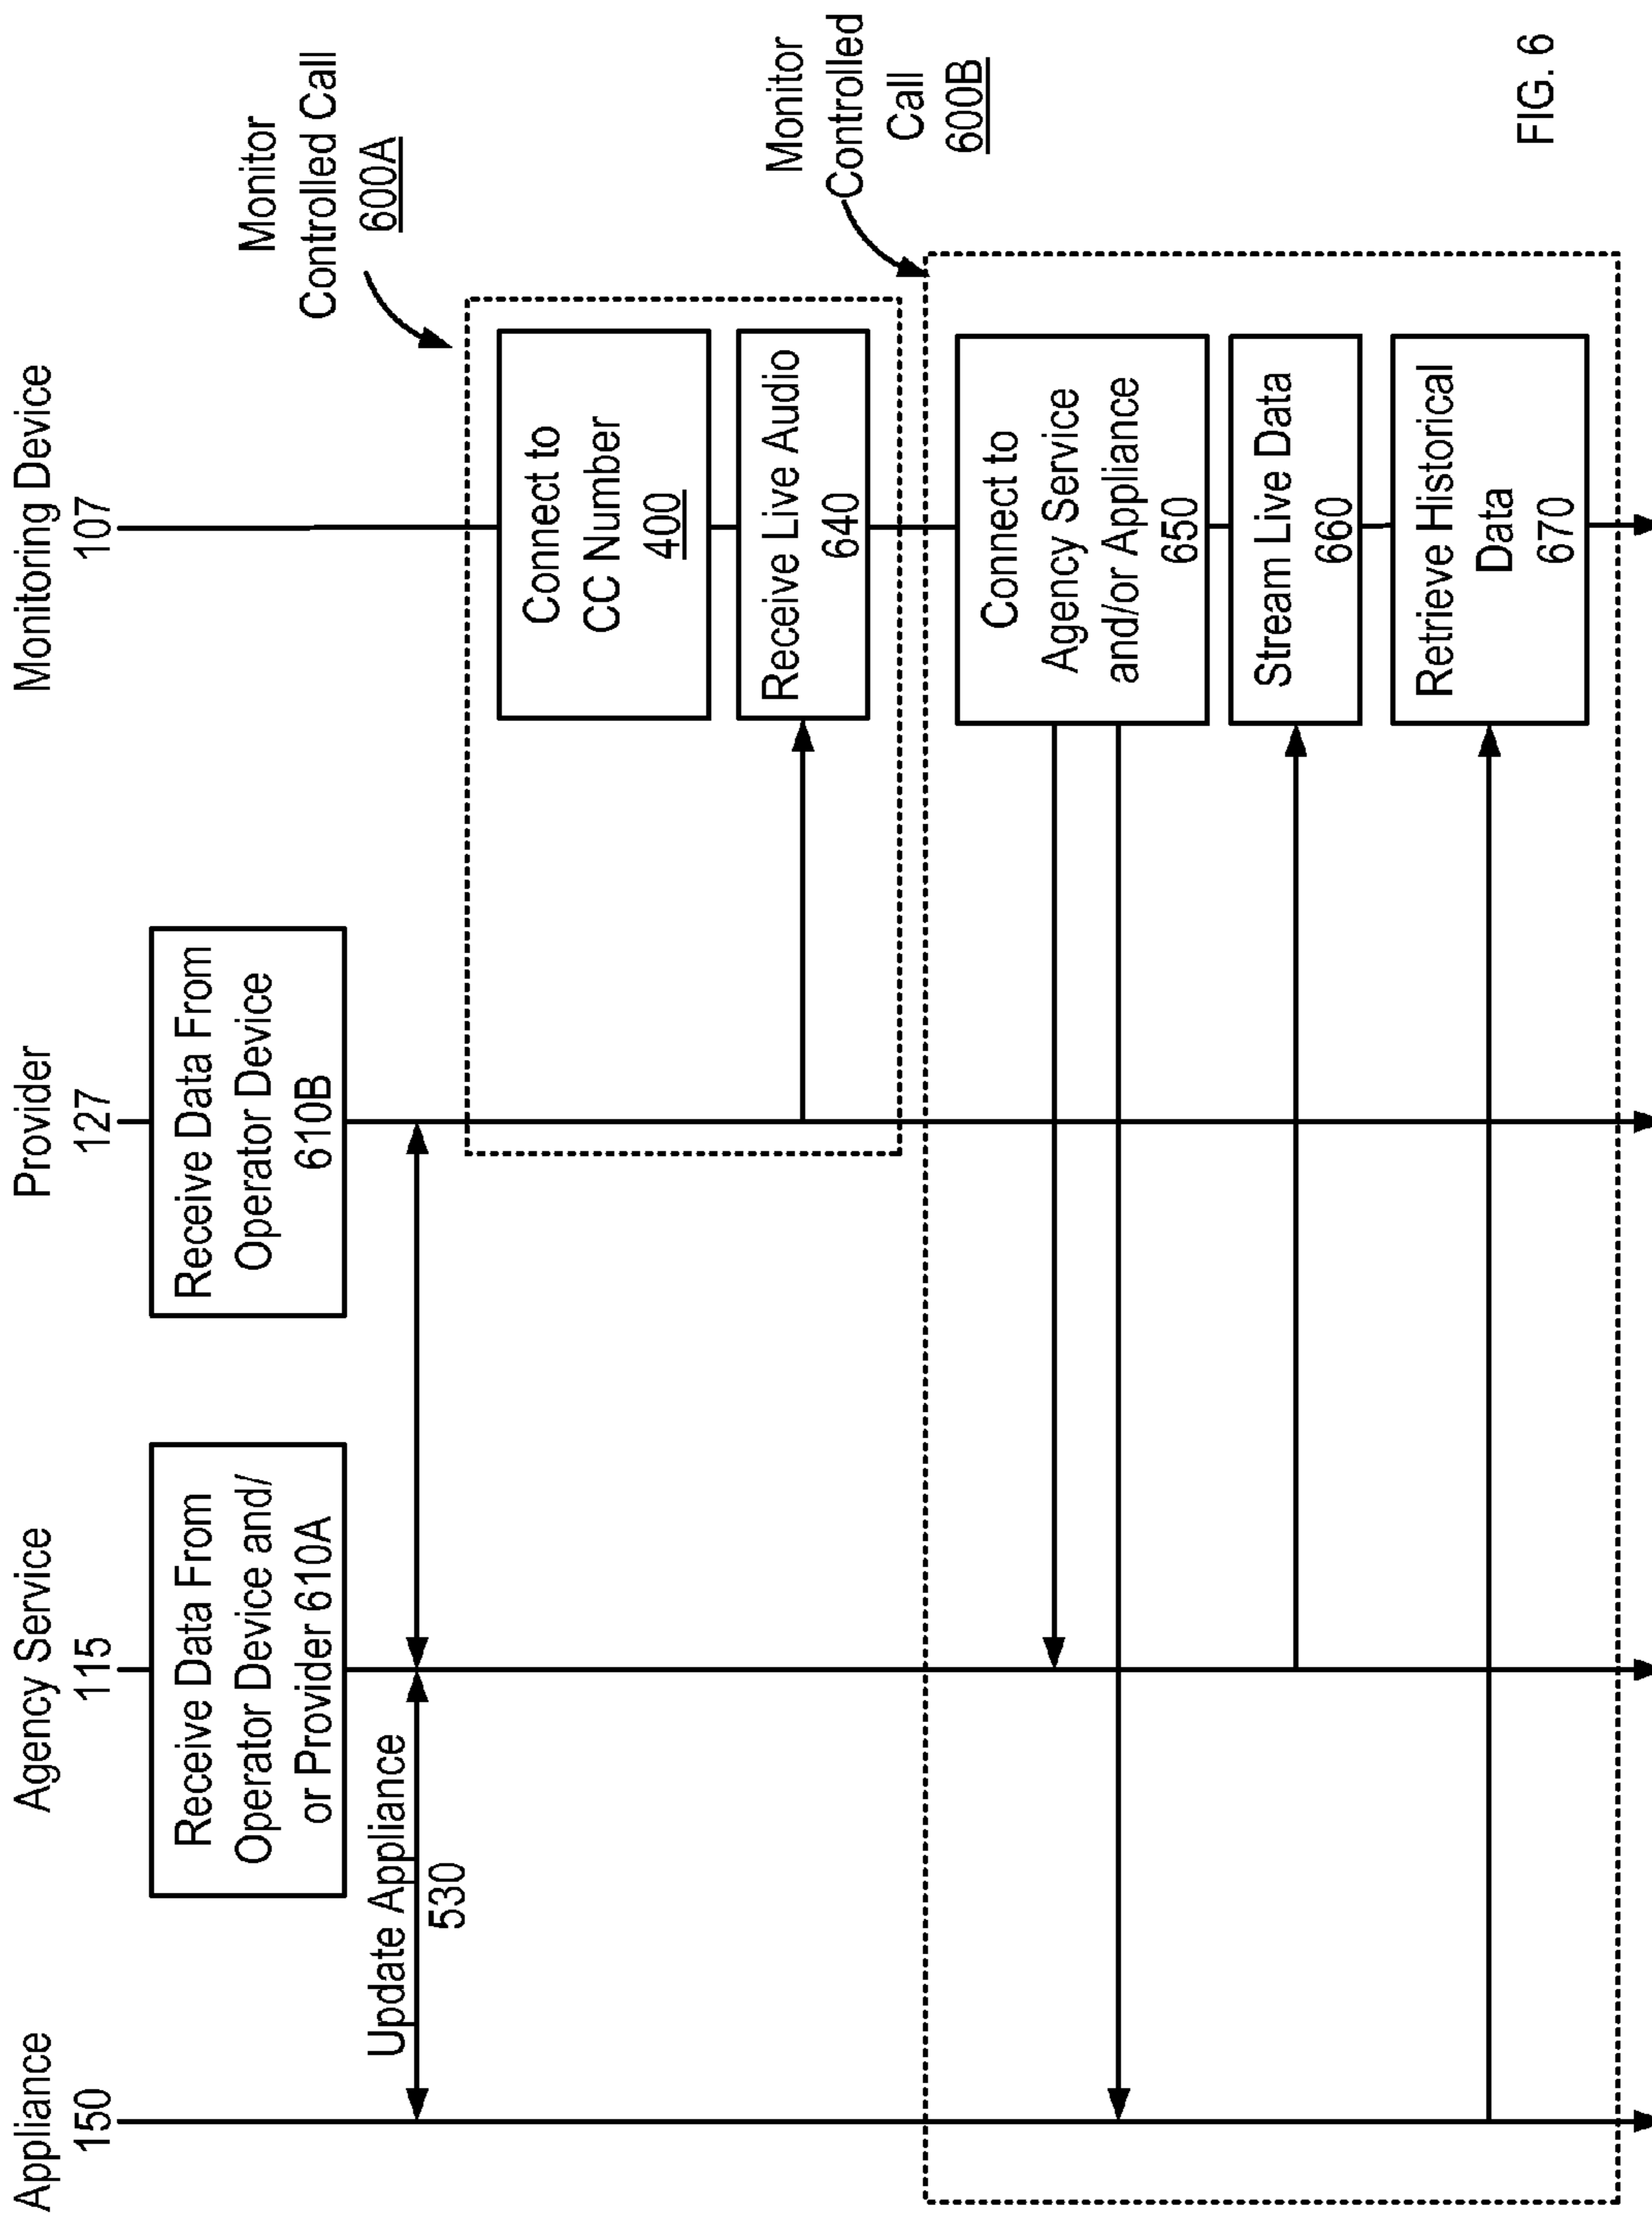 Appliance
150
Agency Service
115
Provider
127
Monitoring Device
107
Receive Data From
Operator Device and/
or Provider 610A
Receive Data From
Operator Device
610B
Update Appliance
530
Monitor
Controlled Call
600A
Connect to
CC Number
400
Receive Live Audio
640
Monitor
Controlled
Call
600B
Connect to
Agency Service
and/or Appliance
650
Stream Live Data
660
Retrieve Historical
Data
670
FIG. 6